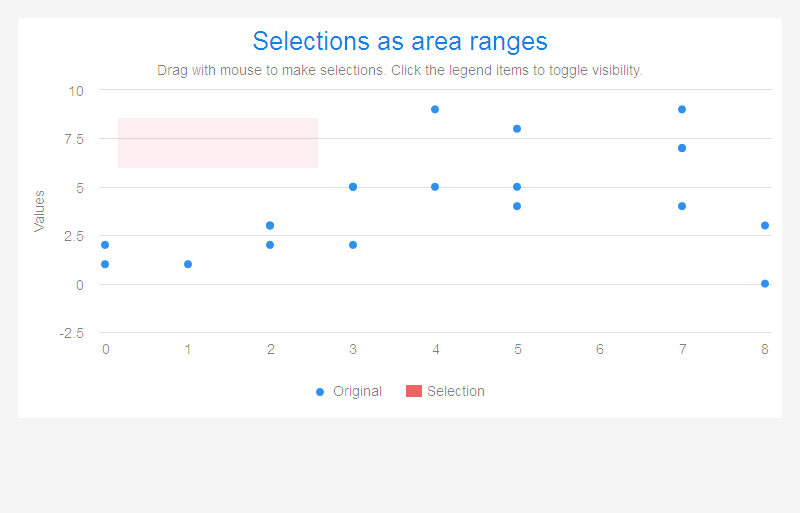 Selections as area ranges
Drag with mouse to make selections. Click the legend items to toggle visibility.
10
7.5
5
2.5
0
-2.5
Values
0 1 2 3 4 5 6 7 8
Original Selection